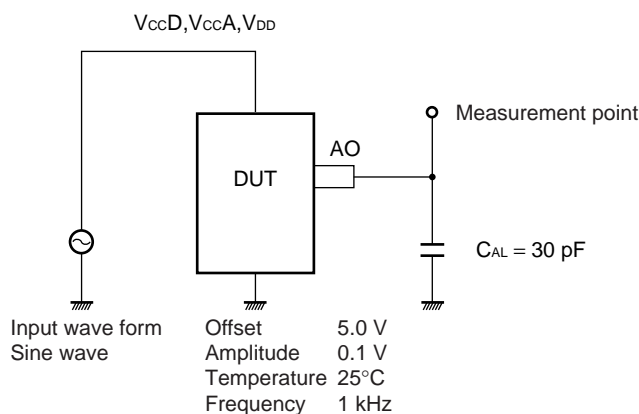 VCCD,VCCA,VDD
Measurement point
AO
DUT
CAL = 30 pF
Input wave form
Sine wave
Offset 5.0 V
Amplitude 0.1 V
Temperature 25°C
Frequency 1 kHz